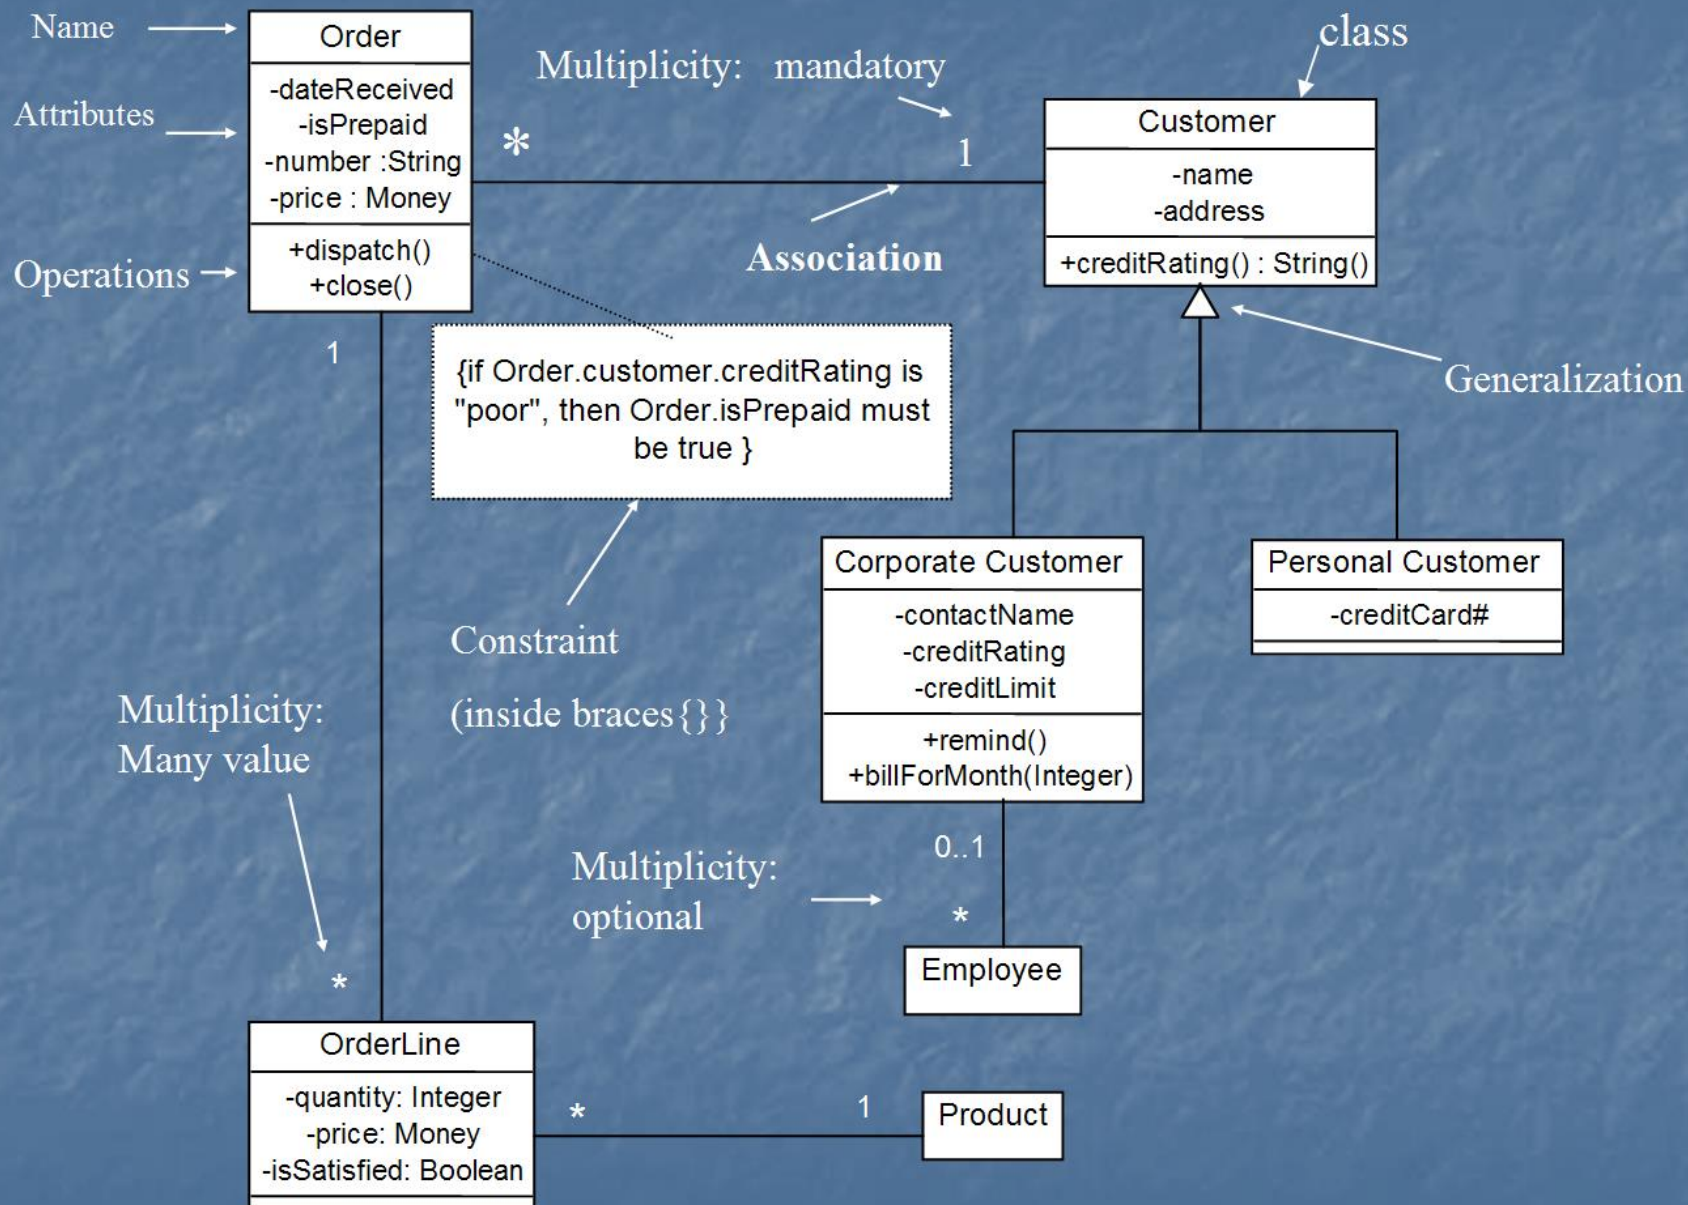 Name
Order
class
Multiplicity: mandatory
Attributes
-dateReceived
-isPrepaid
-number :String
-price : Money
*
1
Customer
-name
-address
+creditRating() : String()
Operations
+dispatch()
+close()
Association
1
{if Order.customer.creditRating is
"poor", then Order.isPrepaid must
be true }
Generalization
Corporate Customer
-contactName
-creditRating
-creditLimit
+remind()
+billForMonth(Integer)
Personal Customer
-creditCard#
Constraint
(inside braces{}}
Multiplicity:
Many value
Multiplicity:
optional
0..1
*
Employee
*
OrderLine
-quantity: Integer
-price: Money
-isSatisfied: Boolean
*
1
Product